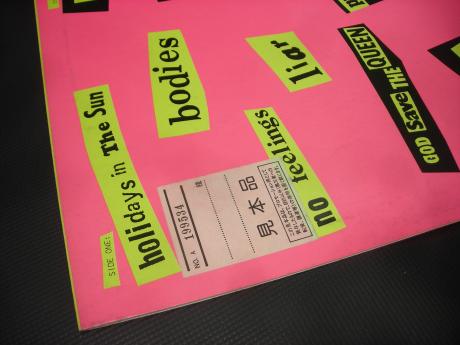 SIDE ONE:
holidays in The Sun
bodies
no feelings
liar
GOD Save THE QUEEN
NO. A 199534
様
見本品